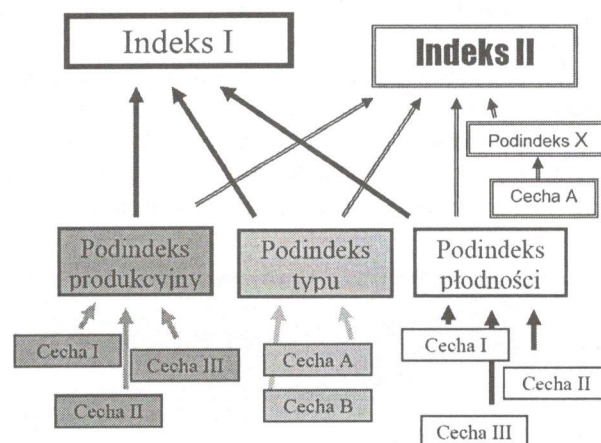 Indeks I
Indeks II
Podindeks X
Cecha A
Podindeks
produkcyjny
Podindeks
typu
Podindeks
płodności
Cecha I
Cecha III
Cecha II
Cecha A
Cecha B
Cecha I
Cecha II
Cecha III